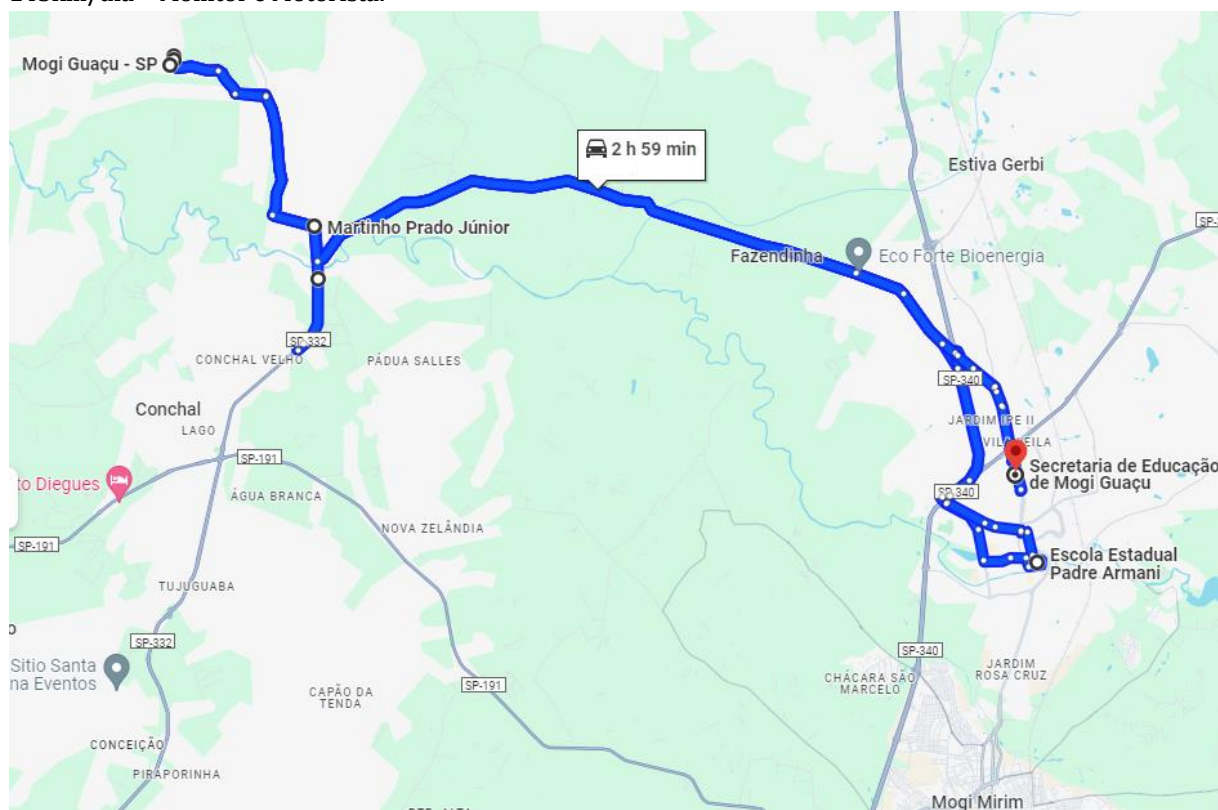 Mogi Guaçu - SP
2 h 59 min
Estiva Gerbi
Martinho Prado Júnior
Fazendinha
Eco Forte Bioenergia
SP-332
CONCHAL VELHO
PÁDUA SALLES
SP-340
Conchal
LAGO
JARDIM IPE II
SP-191
to Diegues
ÁGUA BRANCA
Secretaria de Educação
de Mogi Guaçu
SP-340
NOVA ZELÂNDIA
SP-191
Escola Estadual
Padre Armani
TUJUGUABA
SP-332
SP-340
Sitio Santa
na Eventos
SP-191
CAPÃO DA
TENDA
CHÁCARA SÃO
MARCELO
JARDIM
ROSA CRUZ
CONCEIÇÃO
PIRAPORINHA
Mogi Mirim